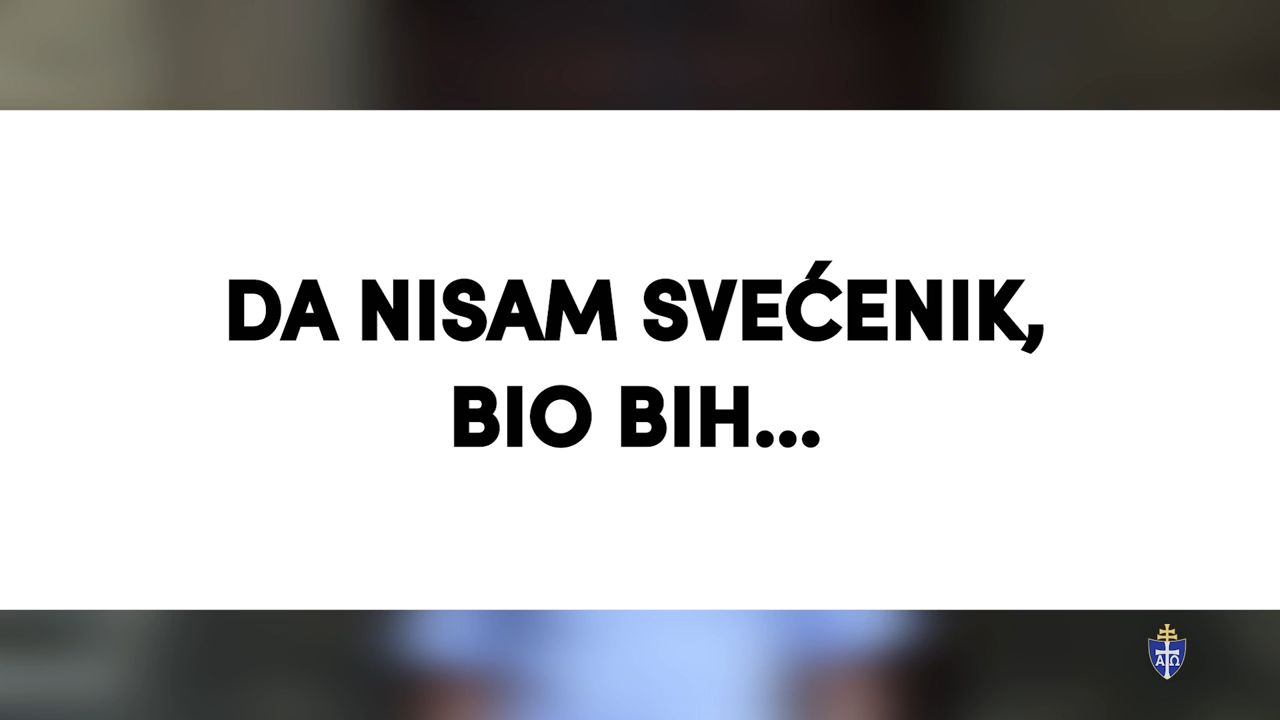 DA NISAM SVEĆENIK,
BIO BIH...
Α Ω